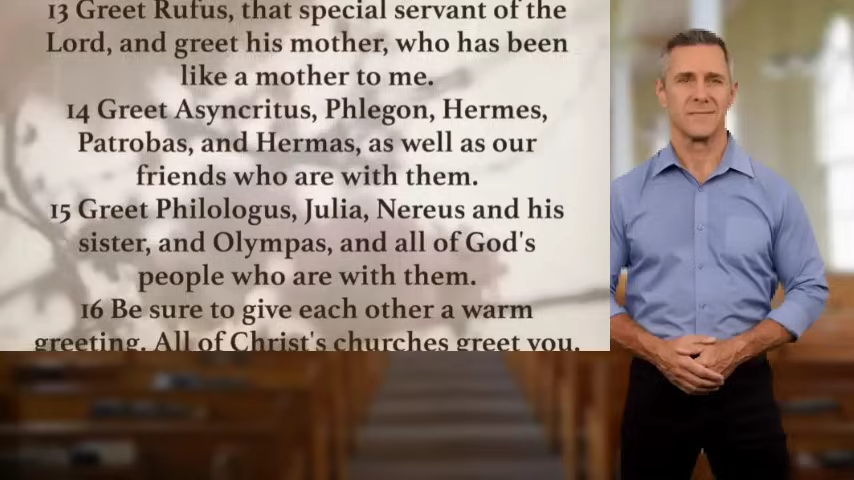 13 Greet Rufus, that special servant of the
Lord, and greet his mother, who has been
like a mother to me.
14 Greet Asyncritus, Phlegon, Hermes,
Patrobas, and Hermas, as well as our
friends who are with them.
15 Greet Philologus, Julia, Nereus and his
sister, and Olympas, and all of God's
people who are with them.
16 Be sure to give each other a warm
greeting. All of Christ's churches greet you.